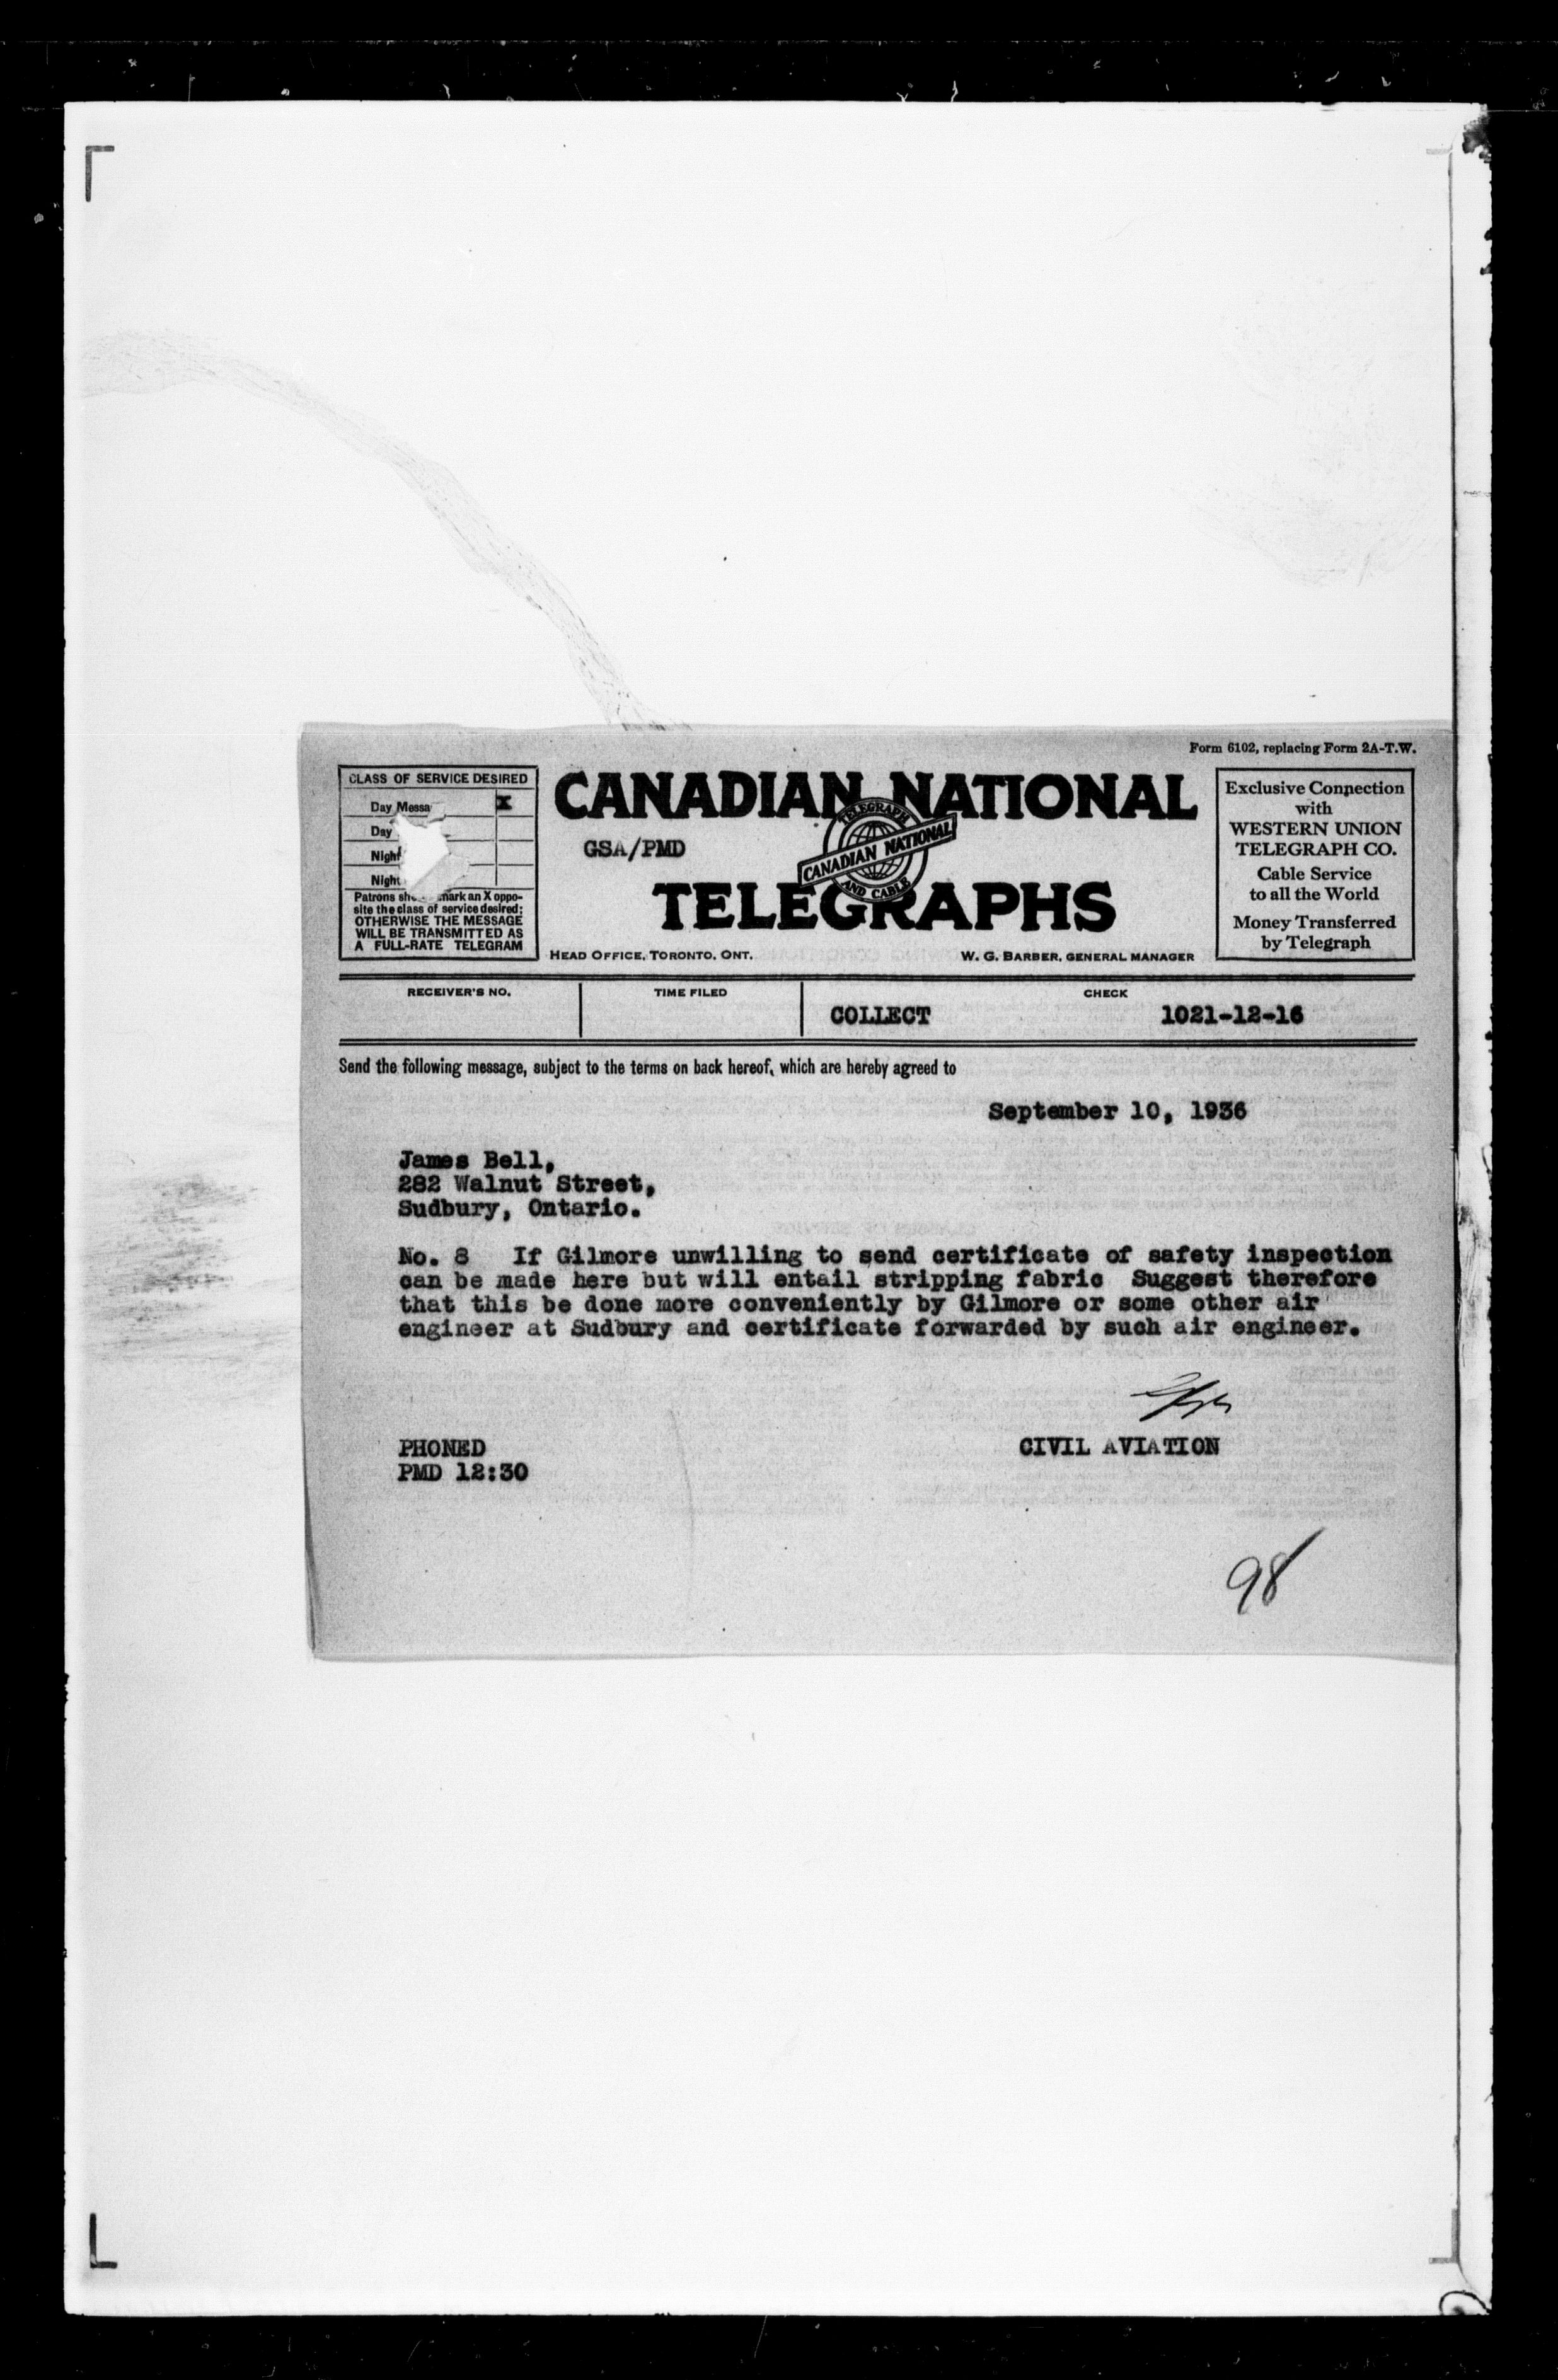 Form 6102, replacing Form 2A-T.W.
CLASS OF SERVICE DESIRED
Day Messa X
Day
Night
Night
Patrons sh mark an X oppo-
site the class of service desired;
OTHERWISE THE MESSAGE
WILL BE TRANSMITTED AS
A FULL-RATE TELEGRAM
CANADIAN NATIONAL
GSA/PMD
TELEGRAPH
CANADIAN NATIONAL
AND CABLE
TELEGRAPHS
HEAD OFFICE, TORONTO, ONT.
W. G. BARBER, GENERAL MANAGER
Exclusive Connection
with
WESTERN UNION
TELEGRAPH CO.
Cable Service
to all the World
Money Transferred
by Telegraph
RECEIVER'S NO.
TIME FILED
CHECK
COLLECT 1021-12-16
Send the following message, subject to the terms on back hereof, which are hereby agreed to
September 10, 1936
James Bell,
282 Walnut Street,
Sudbury, Ontario.
No. 8 If Gilmore unwilling to send certificate of safety inspection
can be made here but will entail stripping fabric Suggest therefore
that this be done more conveniently by Gilmore or some other air
engineer at Sudbury and certificate forwarded by such air engineer.
PHONED
PMD 12:30
CIVIL AVIATION
98